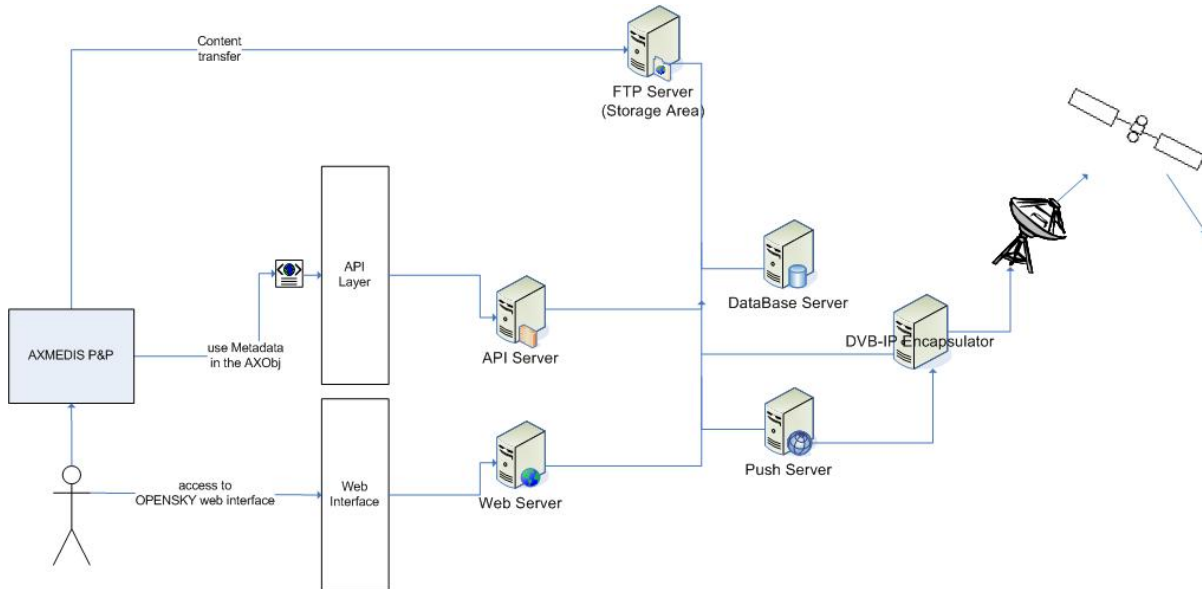 Content
transfer
FTP Server
(Storage Area)
API
Layer
DataBase Server
AXMEDIS P&P
use Metadata
in the AXObj
API Server
DVB-IP Encapsulator
Push Server
access to
OPENSKY web interface
Web
Interface
Web Server